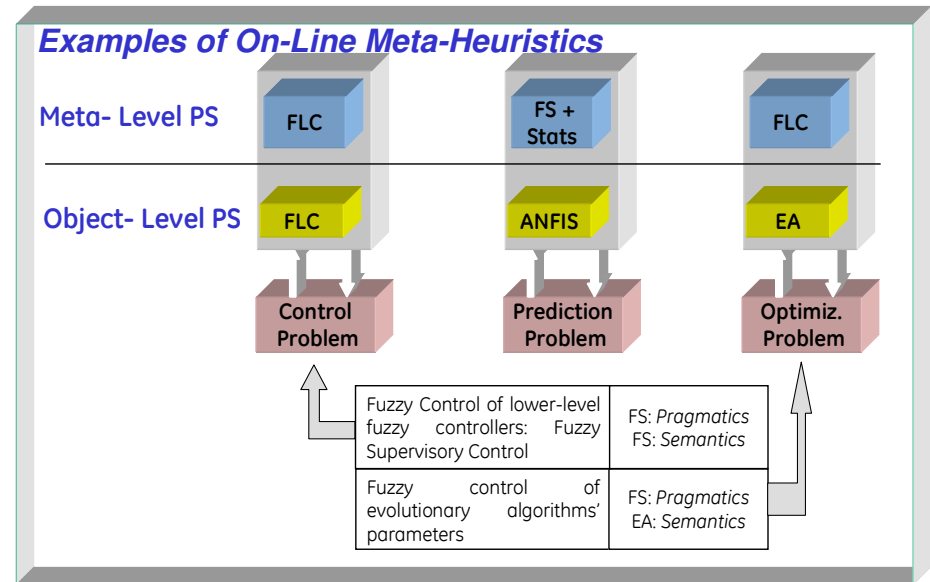 Examples of On-Line Meta-Heuristics
Meta- Level PS
FLC
FS +
Stats
FLC
Object- Level PS
FLC
ANFIS
EA
Control
Problem
Prediction
Problem
Optimiz.
Problem
Fuzzy Control of lower-level
fuzzy controllers: Fuzzy
Supervisory Control
FS: Pragmatics
FS: Semantics
Fuzzy control of
evolutionary algorithms’
parameters
FS: Pragmatics
EA: Semantics